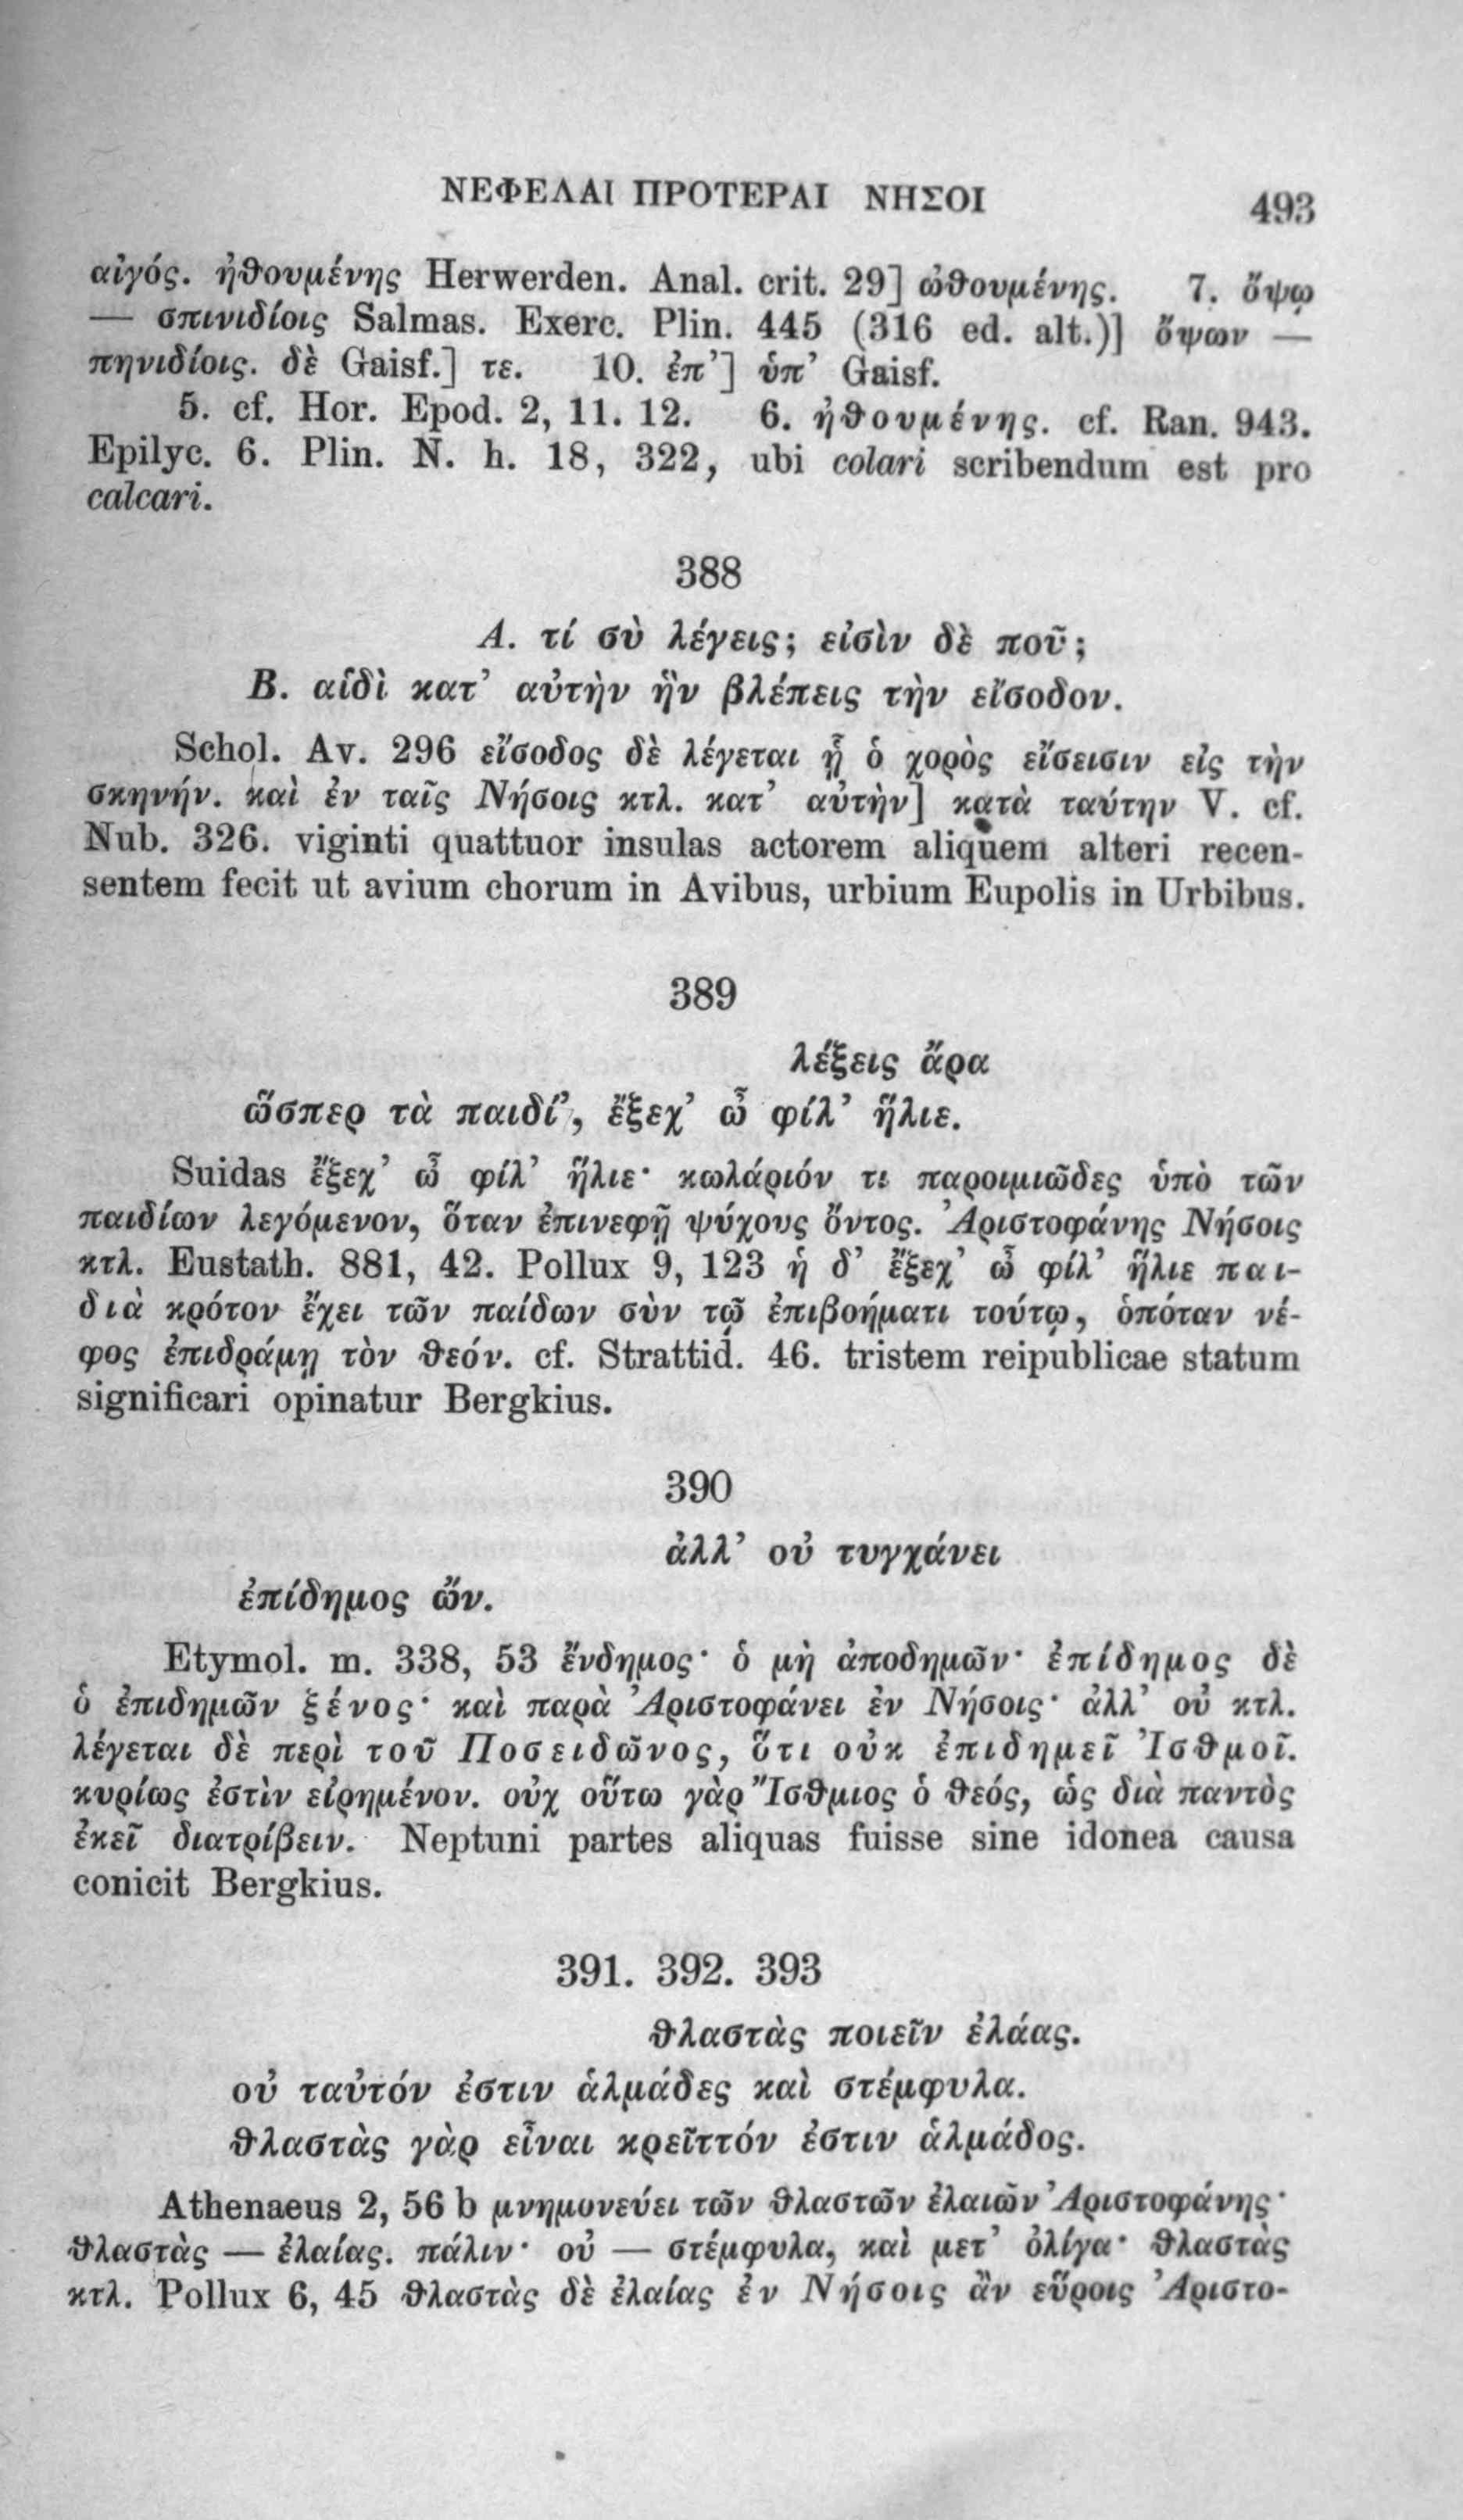 ΝΕΦΕΛΑΙ ΠΡΟΤΕΡΑΙ ΝΗΣΟΙ 493
αἰγός. ἠθουμένης Herwerden. Anal. crit. 29] ὠθουμένης. 7. ὄψῳ
— σπινιδίοις Salmas. Exerc. Plin. 445 (316 ed. alt.)] ὄψων —
πηνιδίοις. δὲ Gaisf.] τε. 10. ἐπ’] ὑπ’ Gaisf.
5. cf. Hor. Epod. 2, 11. 12. 6. ἠθουμένης. cf. Ran. 943.
Epilyc. 6. Plin. N. h. 18, 322, ubi colari scribendum est pro
calcari.
388
Α. τί σὺ λέγεις; εἰσὶν δὲ ποῦ;
Β. αἱδὶ κατ’ αὐτὴν ἣν βλέπεις τὴν εἴσοδον.
Schol. Av. 296 εἴσοδος δὲ λέγεται ᾗ ὁ χορὸς εἴσεισιν εἰς τὴν
σκηνήν. καὶ ἐν ταῖς Νήσοις κτλ. κατ’ αὐτὴν] κατὰ ταύτην V. cf.
Nub. 326. viginti quattuor insulas actorem aliquem alteri recen-
sentem fecit ut avium chorum in Avibus, urbium Eupolis in Urbibus.
389
λέξεις ἄρα
ὥσπερ τὰ παιδί’, ἔξεχ’ ὦ φίλ’ ἥλιε.
Suidas ἔξεχ’ ὦ φίλ’ ἥλιε· κωλάριόν τι παροιμιῶδες ὑπὸ τῶν
παιδίων λεγόμενον, ὅταν ἐπινεφῇ ψύχους ὄντος. Ἀριστοφάνης Νήσοις
κτλ. Eustath. 881, 42. Pollux 9, 123 ἡ δ’ ἔξεχ’ ὦ φίλ’ ἥλιε παι-
διὰ κρότον ἔχει τῶν παίδων σὺν τῷ ἐπιβοήματι τούτῳ, ὁπόταν νέ-
φος ἐπιδράμῃ τὸν θεόν. cf. Strattid. 46. tristem reipublicae statum
significari opinatur Bergkius.
390
ἀλλ’ οὐ τυγχάνει
ἐπίδημος ὤν.
Etymol. m. 338, 53 ἔνδημος· ὁ μὴ ἀποδημῶν· ἐπίδημος δὲ
ὁ ἐπιδημῶν ξένος· καὶ παρὰ Ἀριστοφάνει ἐν Νήσοις· ἀλλ’ οὐ κτλ.
λέγεται δὲ περὶ τοῦ Ποσειδῶνος, ὅτι οὐκ ἐπιδημεῖ Ἰσθμοῖ.
κυρίως ἐστὶν εἰρημένον. οὐχ οὕτω γὰρ Ἴσθμιος ὁ θεός, ὡς διὰ παντὸς
ἐκεῖ διατρίβειν. Neptuni partes aliquas fuisse sine idonea causa
conicit Bergkius.
391. 392. 393
θλαστὰς ποιεῖν ἐλάας.
οὐ ταὐτόν ἐστιν ἁλμάδες καὶ στέμφυλα.
θλαστὰς γὰρ εἶναι κρεῖττόν ἐστιν ἁλμάδος.
Athenaeus 2, 56 b μνημονεύει τῶν θλαστῶν ἐλαιῶν Ἀριστοφάνης·
θλαστὰς — ἐλαίας. πάλιν· οὐ — στέμφυλα, καὶ μετ’ ὀλίγα· θλαστὰς
κτλ. Pollux 6, 45 θλαστὰς δὲ ἐλαίας ἐν Νήσοις ἂν εὕροις Ἀριστο-